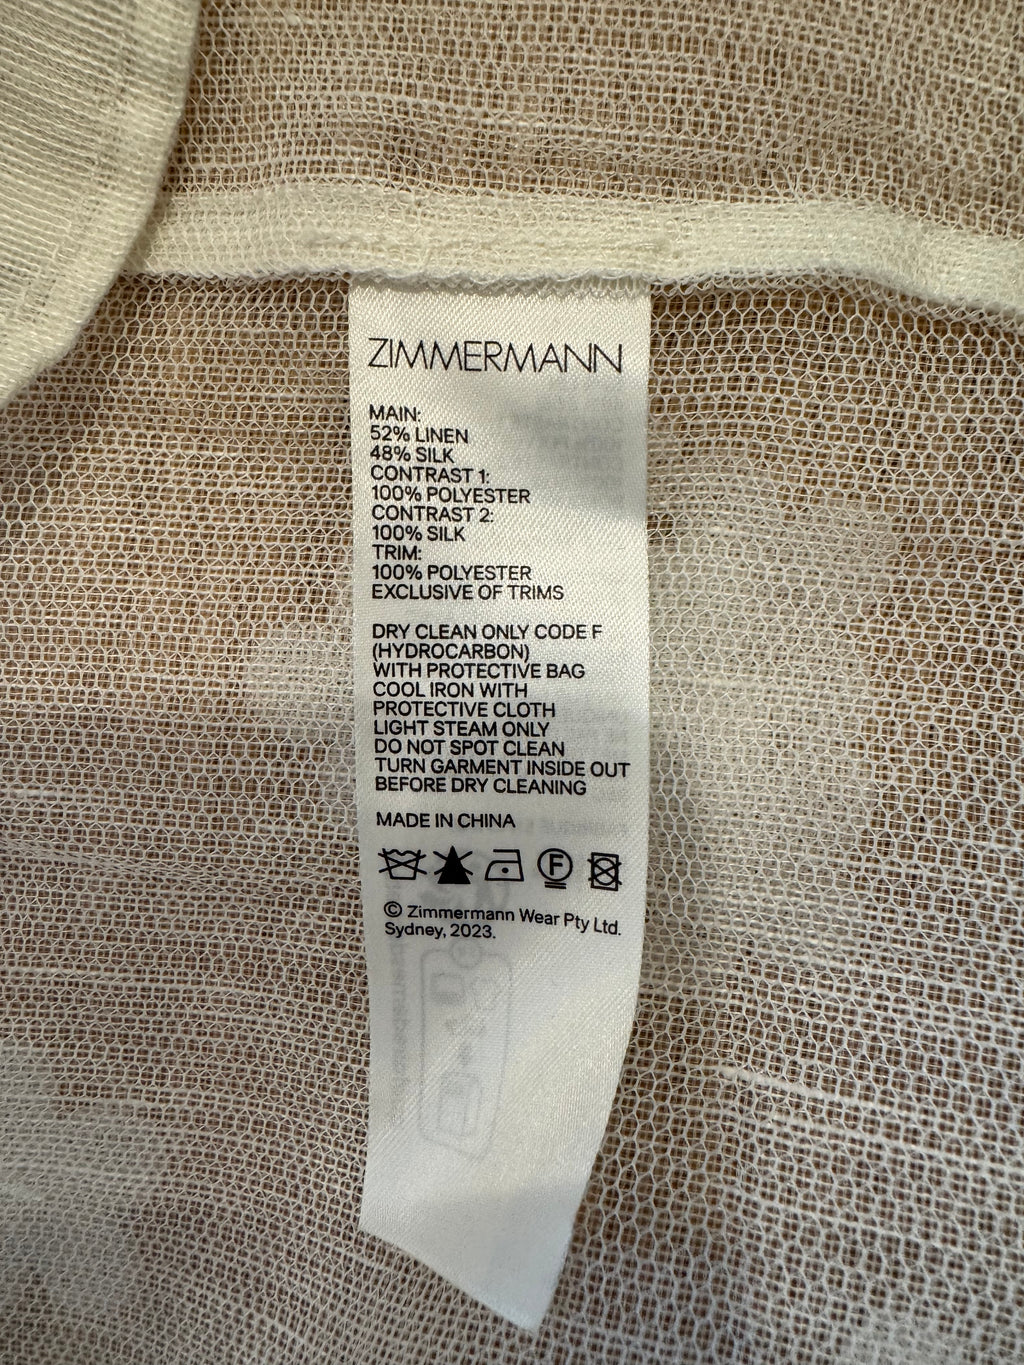 ZIMMERMANN
MAIN:
52% LINEN
48% SILK
CONTRAST 1:
100% POLYESTER
CONTRAST 2:
100% SILK
TRIM:
100% POLYESTER
EXCLUSIVE OF TRIMS
DRY CLEAN ONLY CODE F
(HYDROCARBON)
WITH PROTECTIVE BAG
COOL IRON WITH
PROTECTIVE CLOTH
LIGHT STEAM ONLY
DO NOT SPOT CLEAN
TURN GARMENT INSIDE OUT
BEFORE DRY CLEANING
MADE IN CHINA
F
© Zimmermann Wear Pty Ltd.
Sydney, 2023.